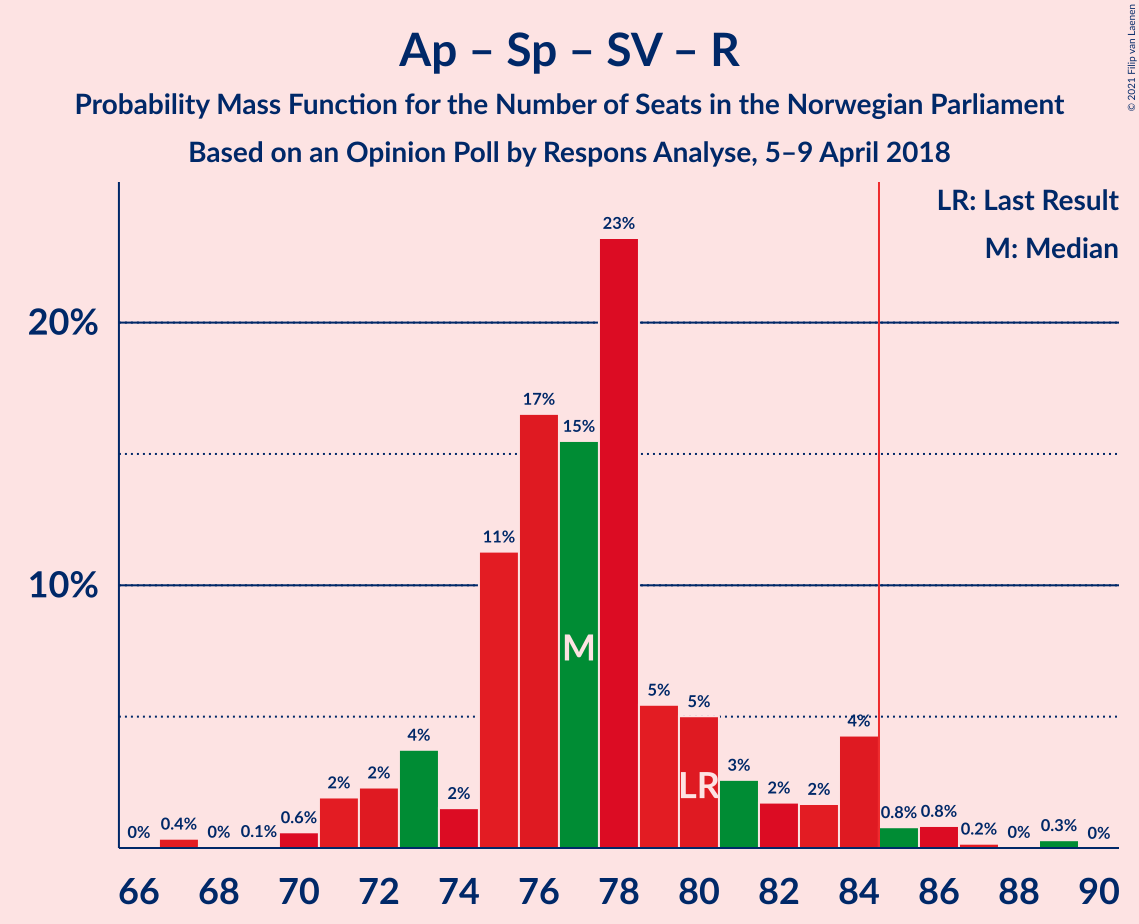 Ap – Sp – SV – R
Probability Mass Function for the Number of Seats in the Norwegian Parliament
Based on an Opinion Poll by Respons Analyse, 5–9 April 2018
© 2021 Filip van Laenen
LR: Last Result
M: Median
20%
10%
0% 0.4% 0% 0.1% 0.6% 2% 2% 4% 2% 11% 17% 15% 23% 5% 5% 3% 2% 2% 4% 0.8% 0.8% 0.2% 0% 0.3% 0%
M
LR
66 68 70 72 74 76 78 80 82 84 86 88 90